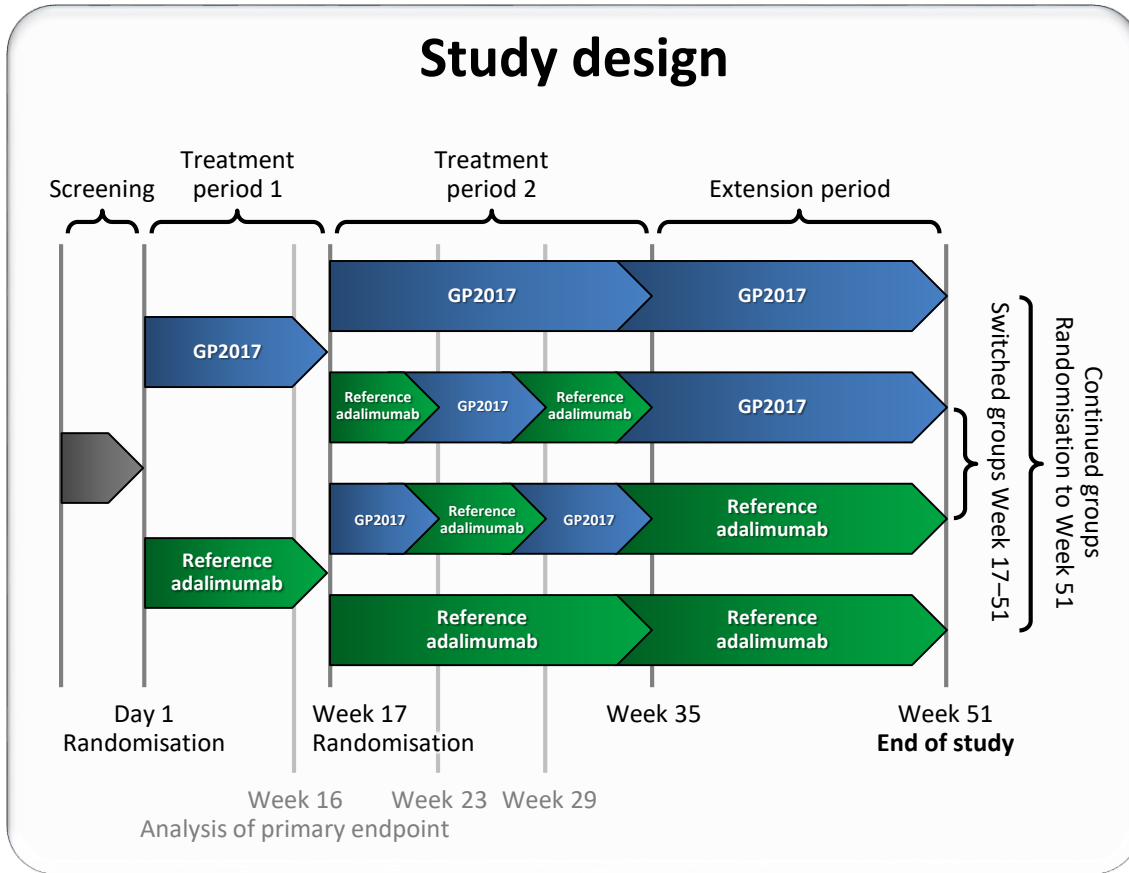 Study design
Screening
Treatment
period 1
Treatment
period 2
Extension period
GP2017
GP2017
GP2017
Reference
adalimumab
GP2017
Reference
adalimumab
GP2017
GP2017
Reference
adalimumab
GP2017
Reference
adalimumab
Reference
adalimumab
Reference
adalimumab
Reference
adalimumab
Switched groups Week 17–51
Continued groups
Randomisation to Week 51
Day 1
Randomisation
Week 17
Randomisation
Week 35
Week 51
End of study
Week 16
Analysis of primary endpoint
Week 23
Week 29